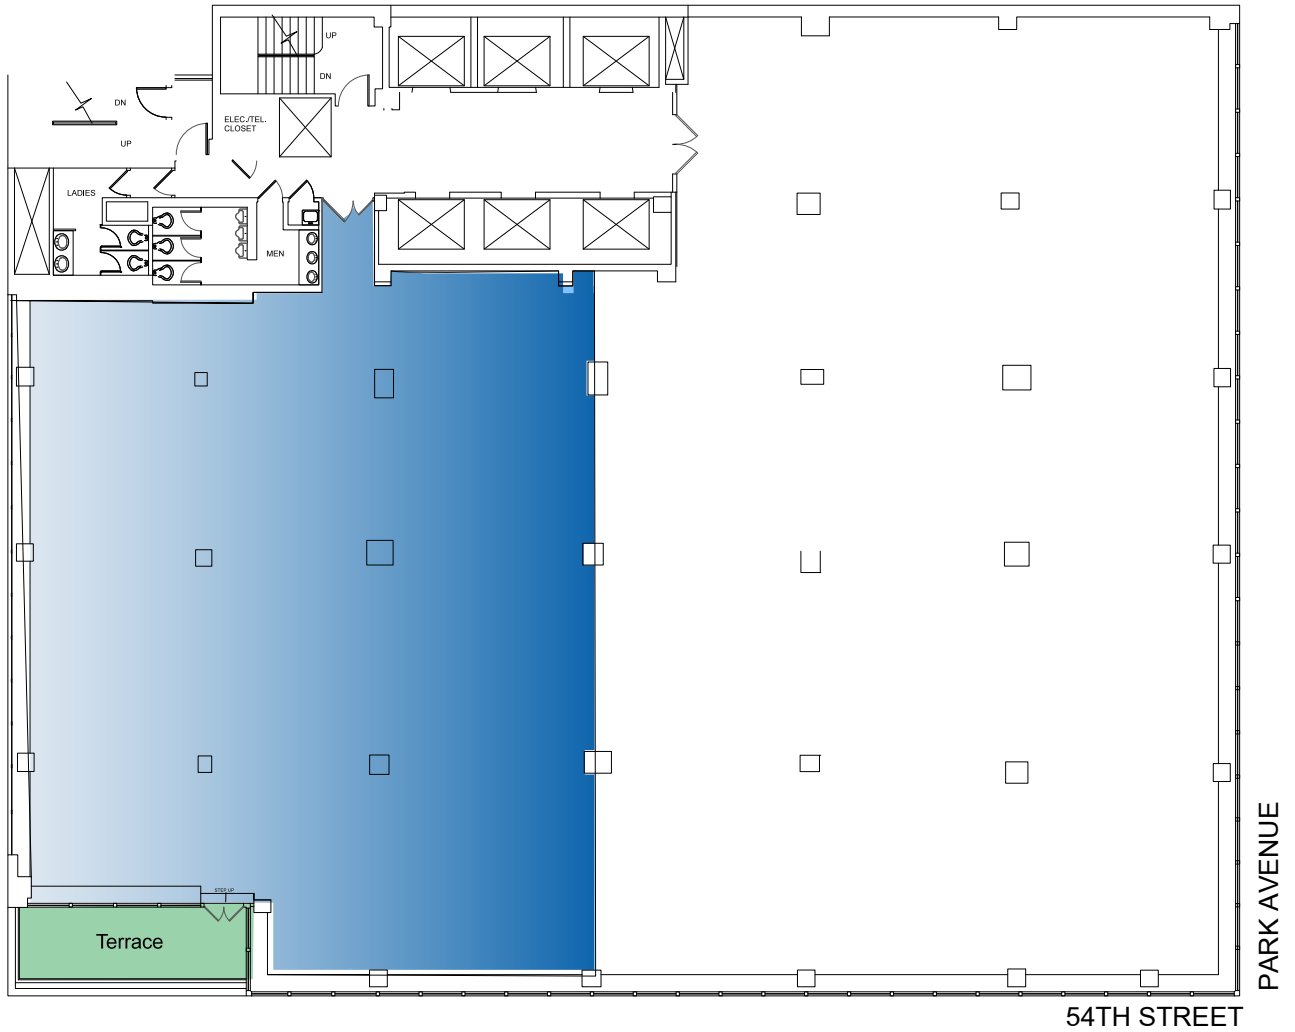 UP
DN
DN
ELEC./TEL.
CLOSET
UP
LADIES
MEN
STEP UP
Terrace
PARK AVENUE
54TH STREET